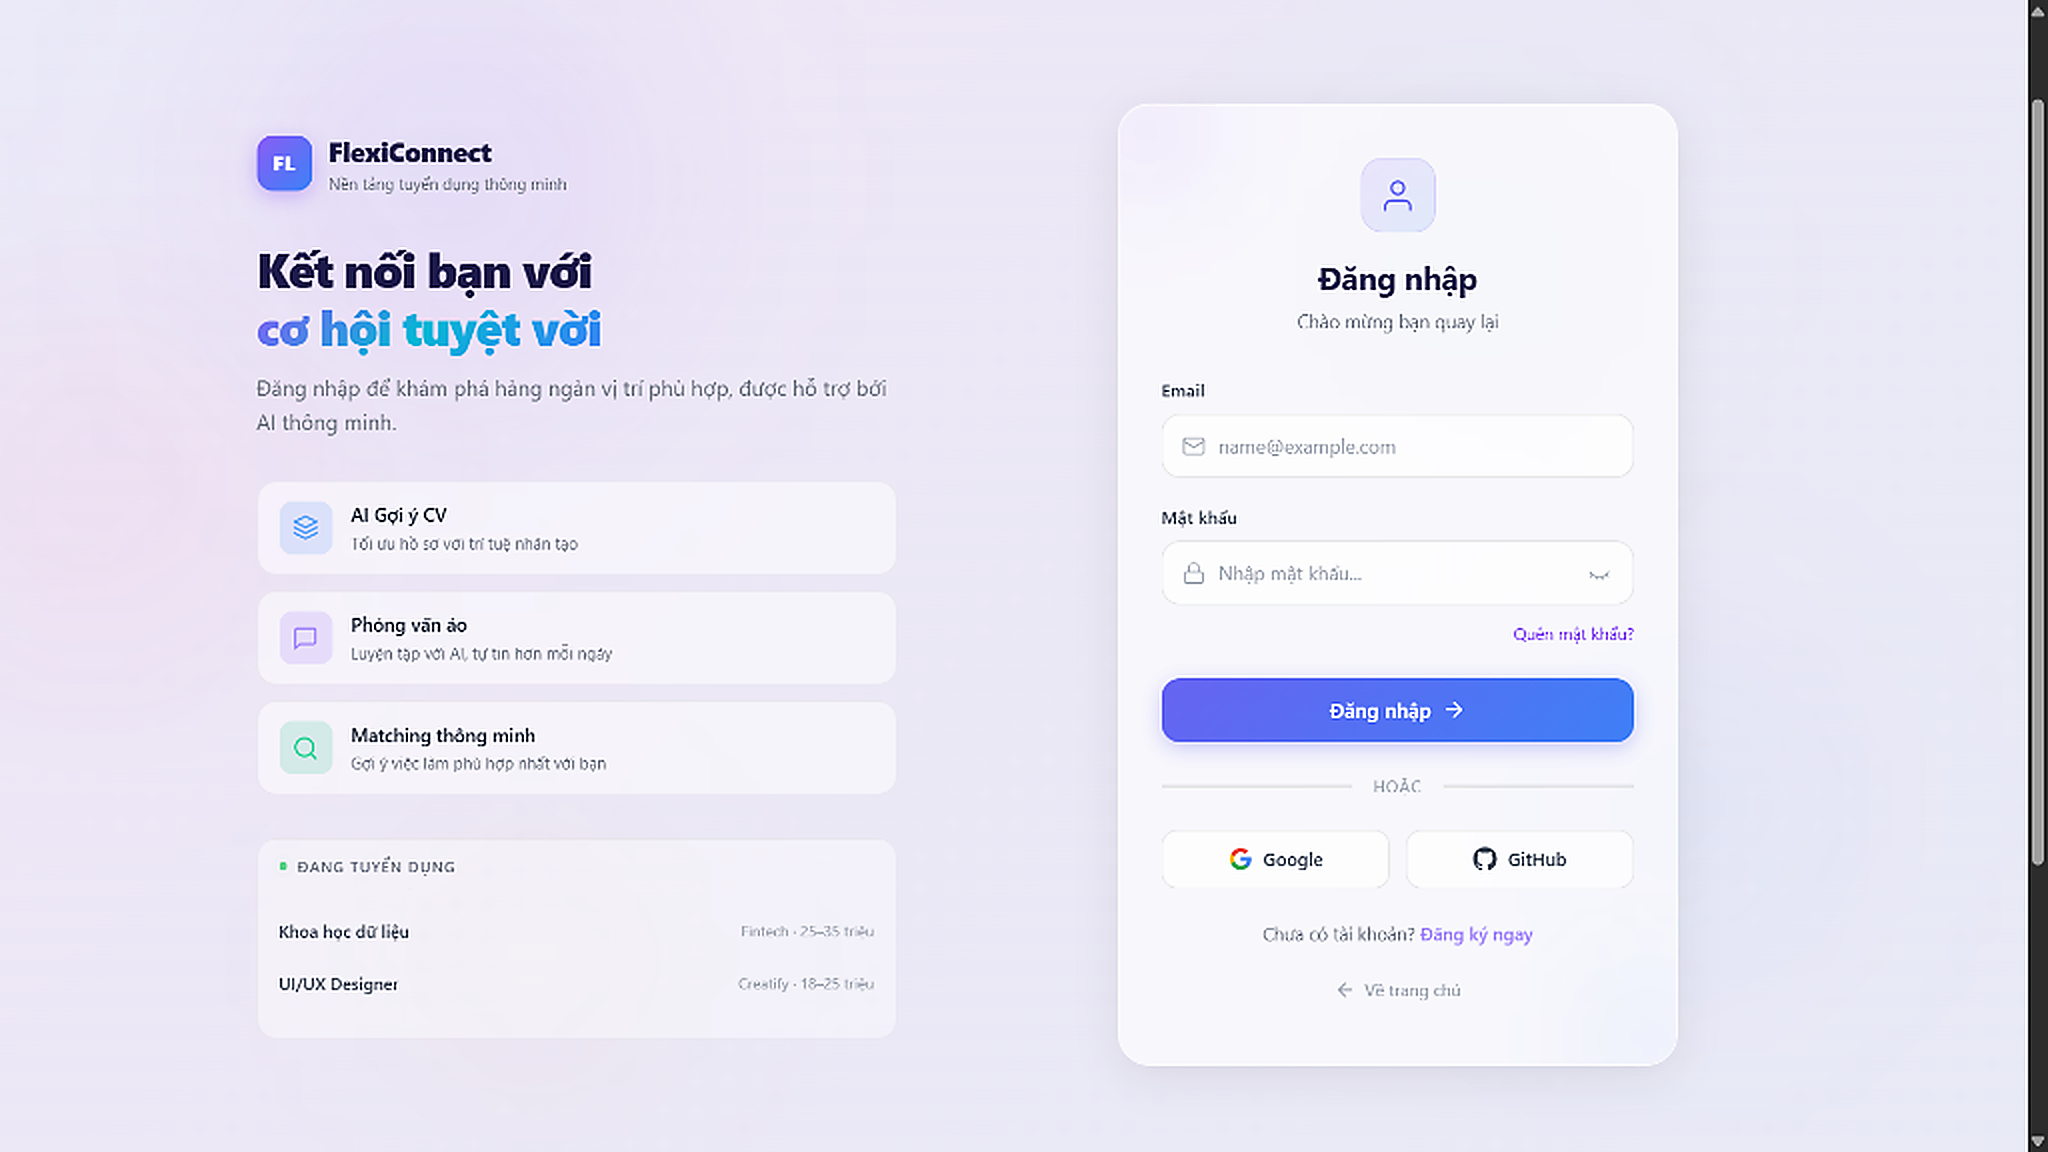 FL
FlexiConnect
Nền tảng tuyển dụng thông minh
Kết nối bạn với
cơ hội tuyệt vời
Đăng nhập để khám phá hàng ngàn vị trí phù hợp, được hỗ trợ bởi
AI thông minh.
AI Gợi ý CV
Tối ưu hồ sơ với trí tuệ nhân tạo
Phỏng vấn ảo
Luyện tập với AI, tự tin hơn mỗi ngày
Matching thông minh
Gợi ý việc làm phù hợp nhất với bạn
ĐANG TUYỂN DỤNG
Khoa học dữ liệu
Fintech · 25–35 triệu
UI/UX Designer
Creatify · 18–25 triệu
Đăng nhập
Chào mừng bạn quay lại
Email
name@example.com
Mật khẩu
Nhập mật khẩu...
Quên mật khẩu?
Đăng nhập →
HOẶC
Google
GitHub
Chưa có tài khoản? Đăng ký ngay
← Về trang chủ